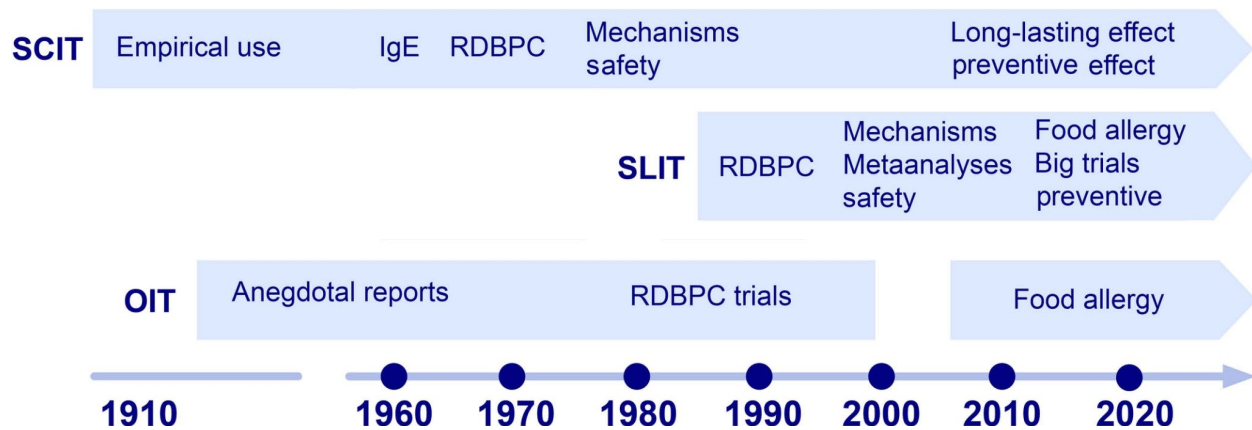 SCIT
Empirical use
IgE
RDBPC
Mechanisms
safety
Long-lasting effect
preventive effect
SLIT
RDBPC
Mechanisms
Metaanalyses
safety
Food allergy
Big trials
preventive
OIT
Anegdotal reports
RDBPC trials
Food allergy
1910
1960
1970
1980
1990
2000
2010
2020